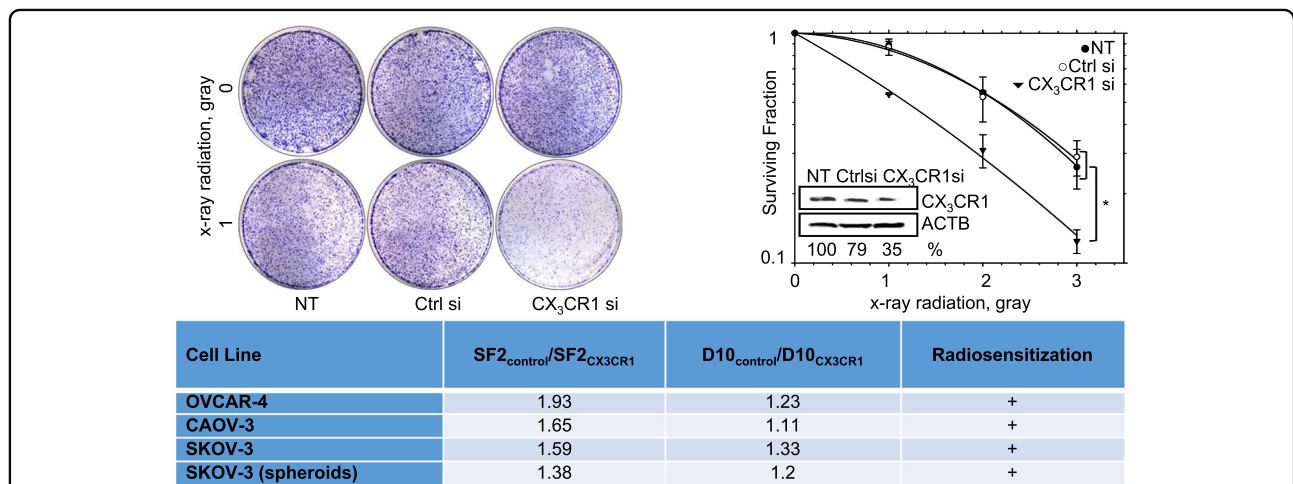 x-ray radiation, gray
0
1
NT Ctrl si CX₃CR1 si
Surviving Fraction
1
0.1
NT
Ctrl si
CX₃CR1 si
*
NT Ctrlsi CX₃CR1si
CX₃CR1
ACTB
100 79 35 %
0 1 2 3
x-ray radiation, gray
Cell Line SF2control/SF2CX3CR1 D10control/D10CX3CR1 Radiosensitization
OVCAR-4 1.93 1.23 +
CAOV-3 1.65 1.11 +
SKOV-3 1.59 1.33 +
SKOV-3 (spheroids) 1.38 1.2 +